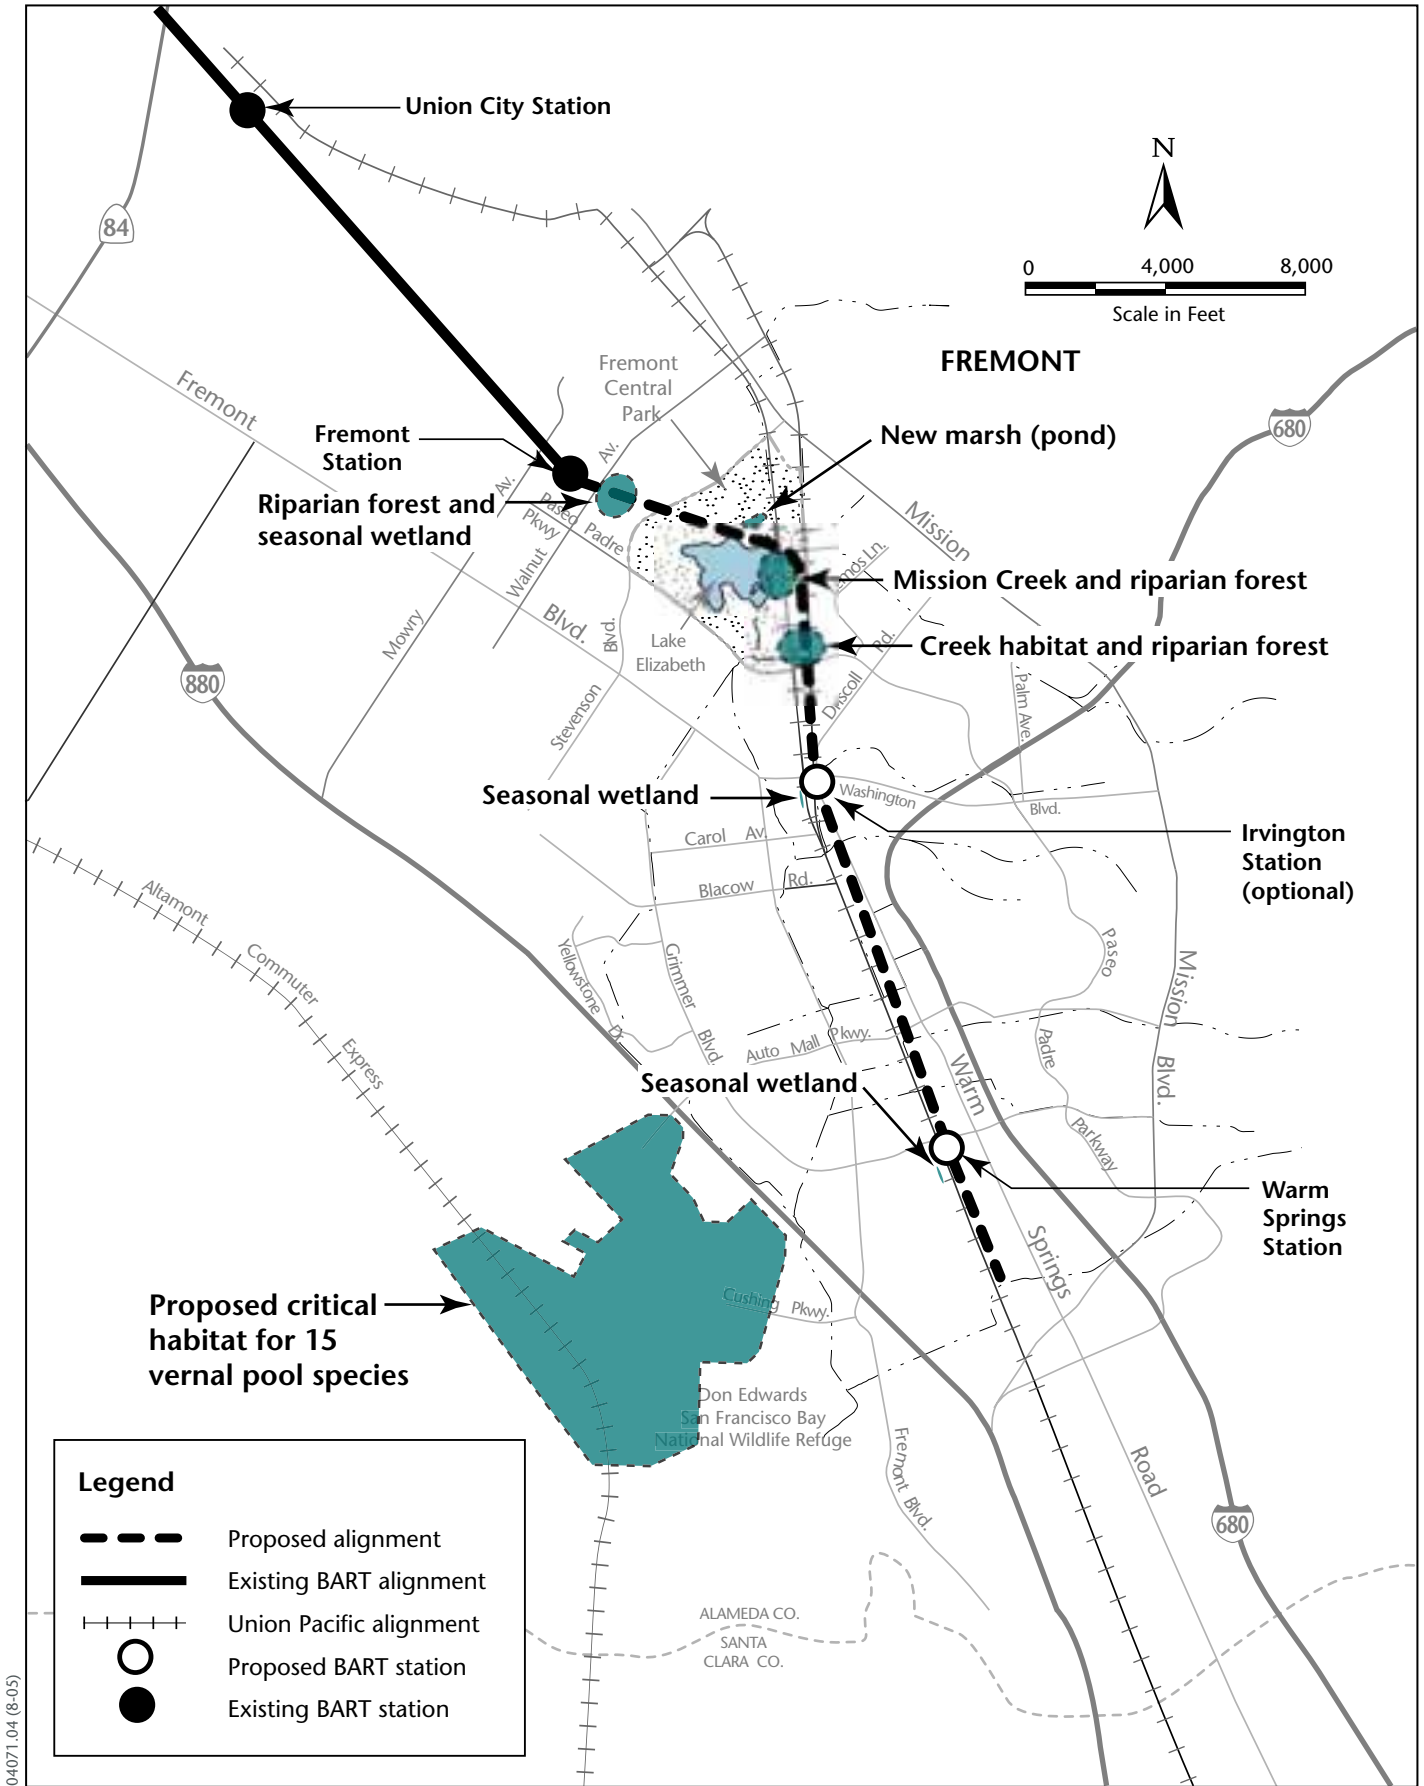 Union City Station
84
N
0 4,000 8,000
Scale in Feet
FREMONT
680
Fremont
Fremont
Central
Park
Fremont
Station
Av.
New marsh (pond)
Riparian forest and
seasonal wetland
Av.
Paseo Padre
Pkwy
Walnut
Mission
Mission Creek and riparian forest
Creek habitat and riparian forest
Blvd.
Blvd.
Mowry
Lake
Elizabeth
Rd.
Driscoll
Palm Ave.
880
Stevenson
Seasonal wetland
Washington
Blvd.
Irvington
Station
(optional)
Carol Av.
Blacow Rd.
Altamont
Commuter
Express
Yellowstone
Dr.
Grimmer
Blvd.
Paseo
Padre
Parkway
Mission
Blvd.
Auto Mall Pkwy.
Seasonal wetland
Warm
Springs
Road
Warm
Springs
Station
Proposed critical
habitat for 15
vernal pool species
Cushing Pkwy.
Don Edwards
San Francisco Bay
National Wildlife Refuge
Fremont Blvd.
680
ALAMEDA CO.
SANTA
CLARA CO.
Legend
Proposed alignment
Existing BART alignment
Union Pacific alignment
Proposed BART station
Existing BART station
04071.04 (8-05)